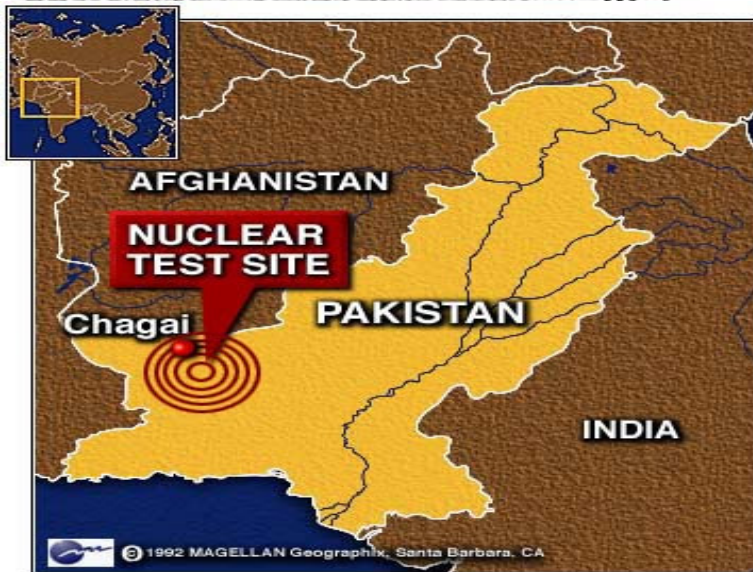 AFGHANISTAN
NUCLEAR
TEST SITE
Chagai
PAKISTAN
INDIA
© 1992 MAGELLAN Geographix, Santa Barbara, CA